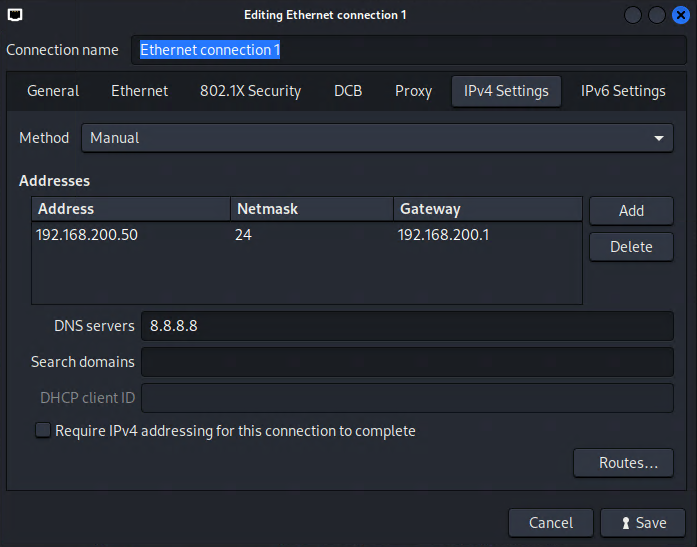 Editing Ethernet connection 1
Connection name Ethernet connection 1
General Ethernet 802.1X Security DCB Proxy IPv4 Settings IPv6 Settings
Method Manual
Addresses
Address Netmask Gateway Add
192.168.200.50 24 192.168.200.1
Delete
DNS servers 8.8.8.8
Search domains
DHCP client ID
Require IPv4 addressing for this connection to complete
Routes...
Cancel Save